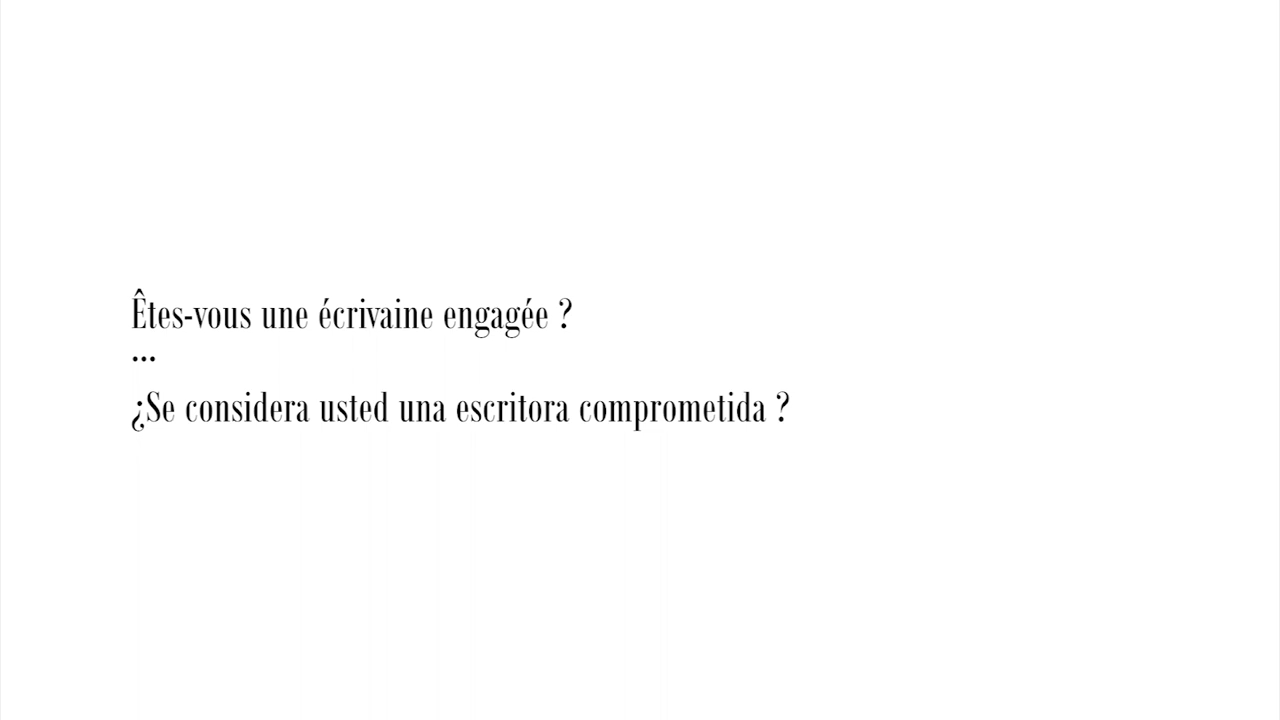 Êtes-vous une écrivaine engagée ?
...
¿Se considera usted una escritora comprometida ?